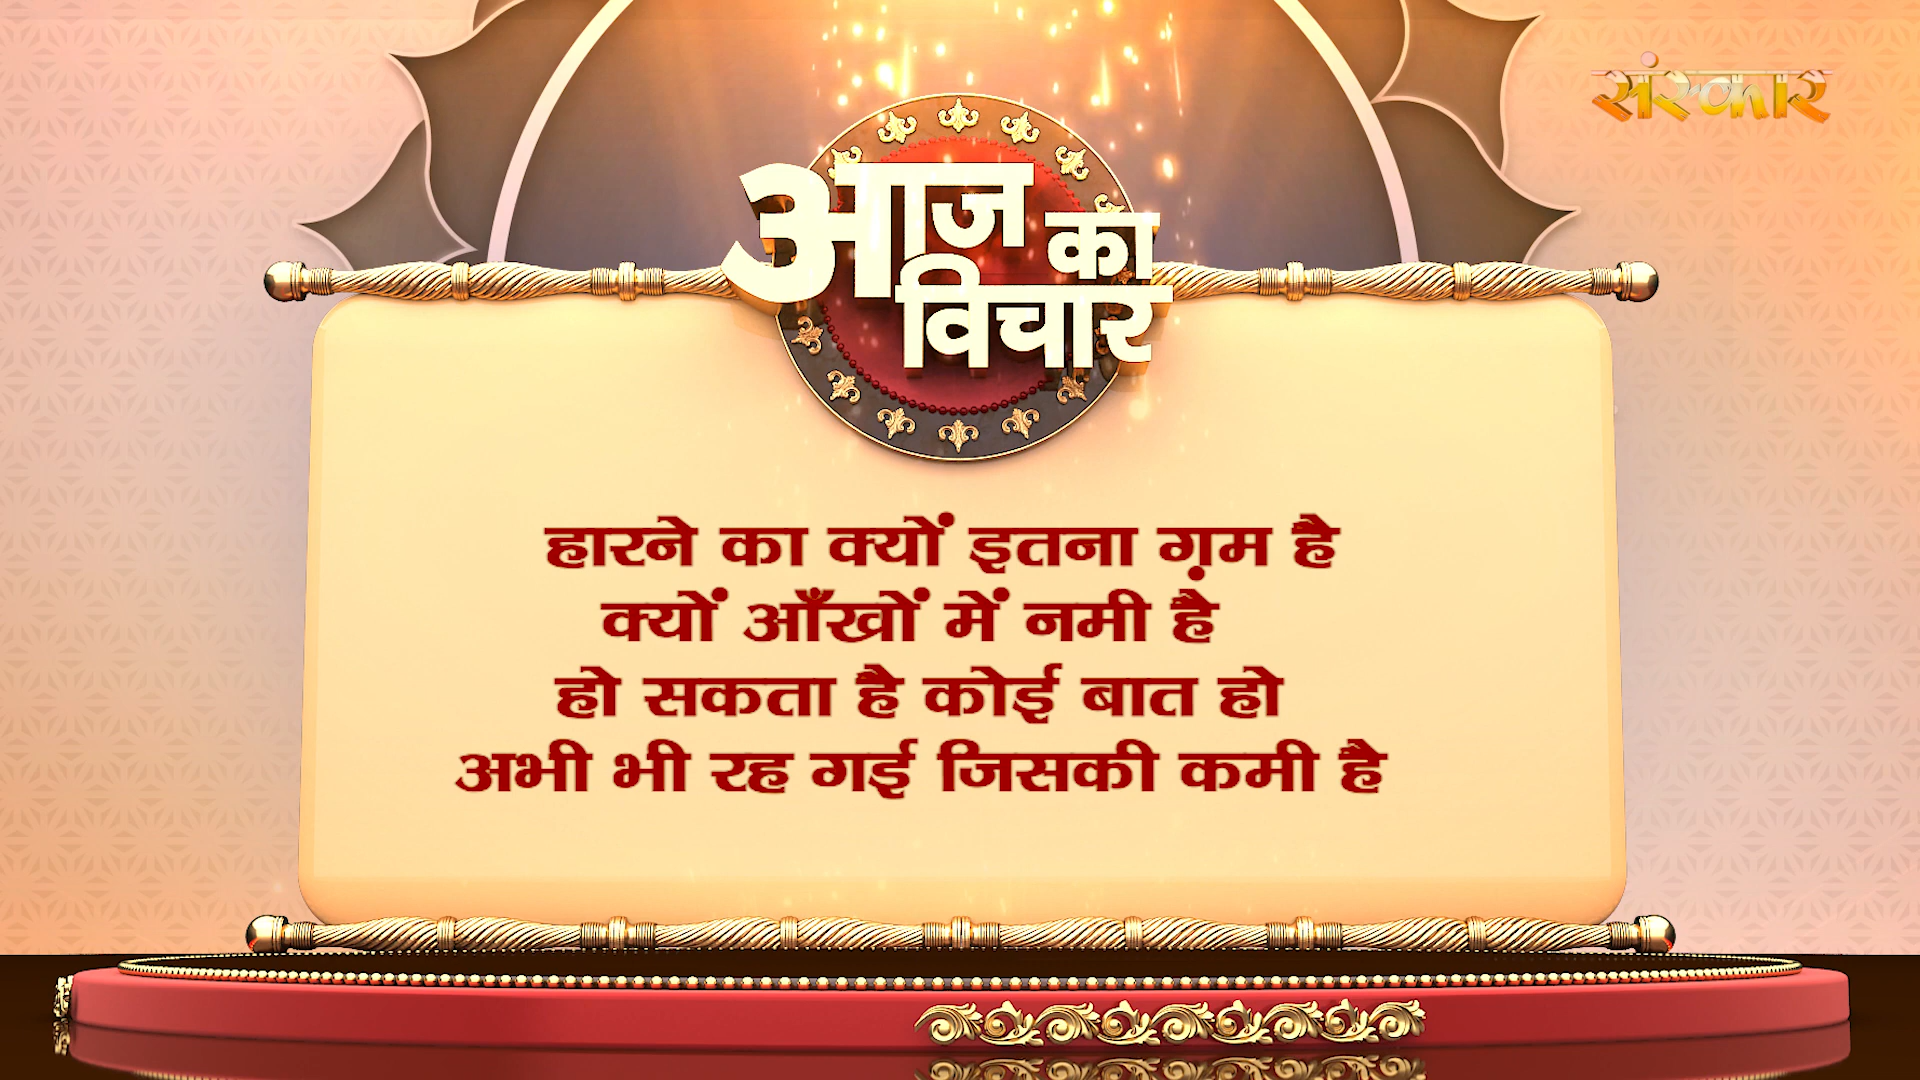 संस्कार
आज का
विचार
हारने का क्यों इतना ग़म है
क्यों आँखों में नमी है
हो सकता है कोई बात हो
अभी भी रह गई जिसकी कमी है